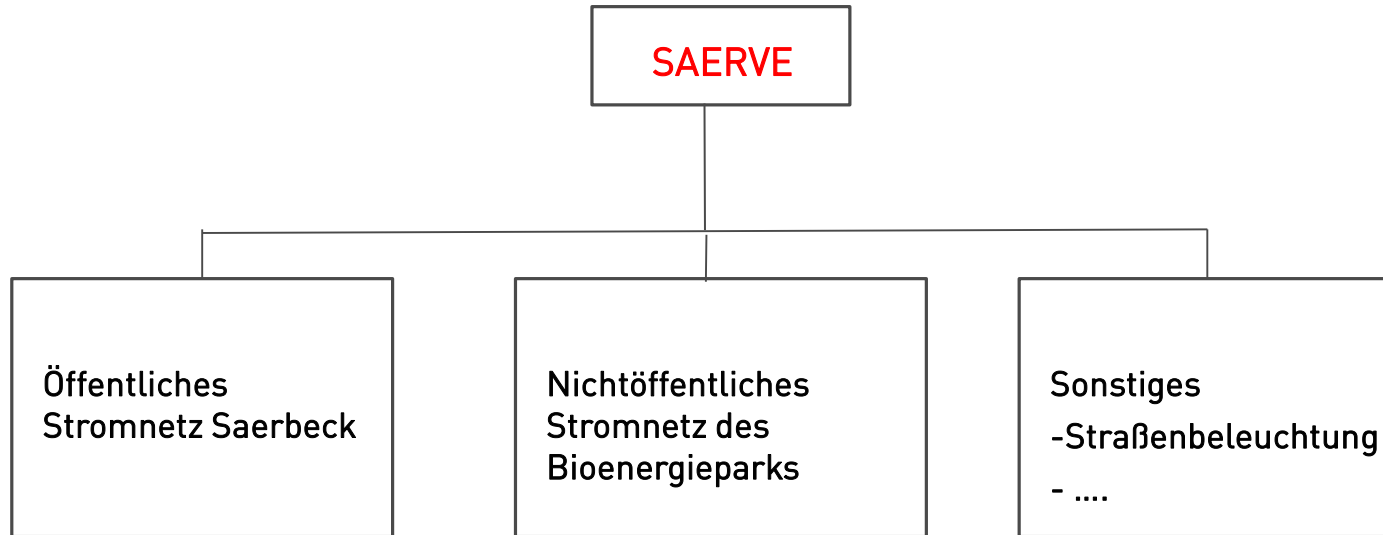 SAERVE
Öffentliches
Stromnetz Saerbeck
Nichtöffentliches
Stromnetz des
Bioenergieparks
Sonstiges
-Straßenbeleuchtung
- ....